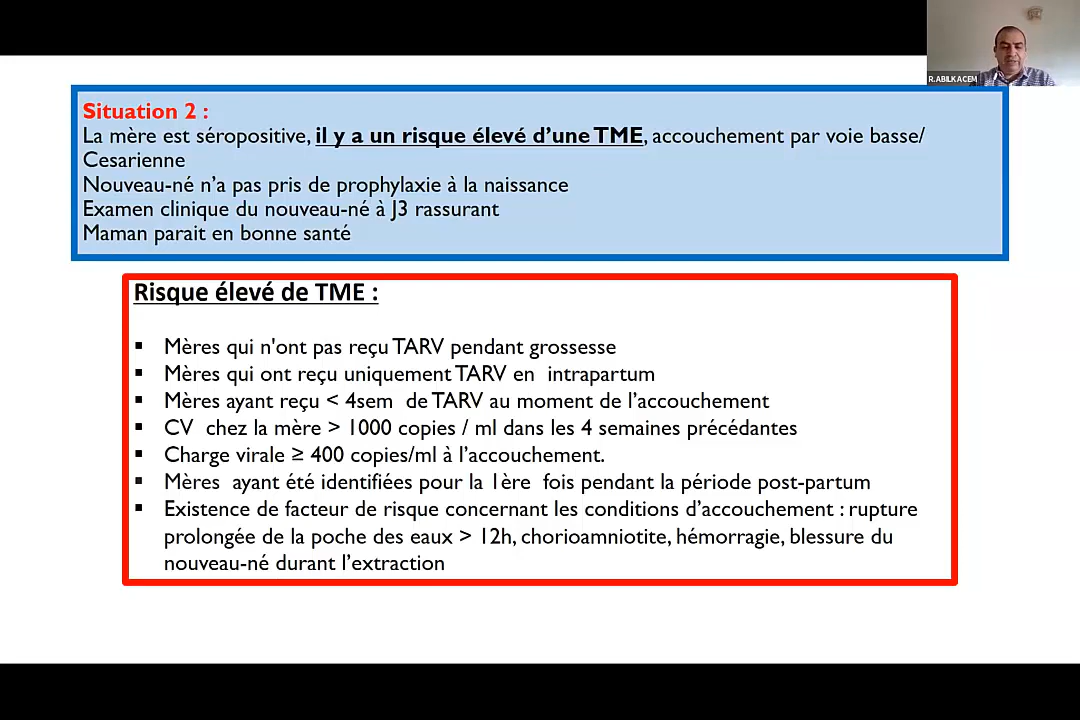 R.ABILKACEM
Situation 2 :
La mère est séropositive, il y a un risque élevé d'une TME, accouchement par voie basse/
Cesarienne
Nouveau-né n'a pas pris de prophylaxie à la naissance
Examen clinique du nouveau-né à J3 rassurant
Maman parait en bonne santé
Risque élevé de TME :
▪ Mères qui n'ont pas reçu TARV pendant grossesse
▪ Mères qui ont reçu uniquement TARV en intrapartum
▪ Mères ayant reçu < 4sem de TARV au moment de l'accouchement
▪ CV chez la mère > 1000 copies / ml dans les 4 semaines précédantes
▪ Charge virale ≥ 400 copies/ml à l'accouchement.
▪ Mères ayant été identifiées pour la 1ère fois pendant la période post-partum
▪ Existence de facteur de risque concernant les conditions d'accouchement : rupture
prolongée de la poche des eaux > 12h, chorioamniotite, hémorragie, blessure du
nouveau-né durant l'extraction